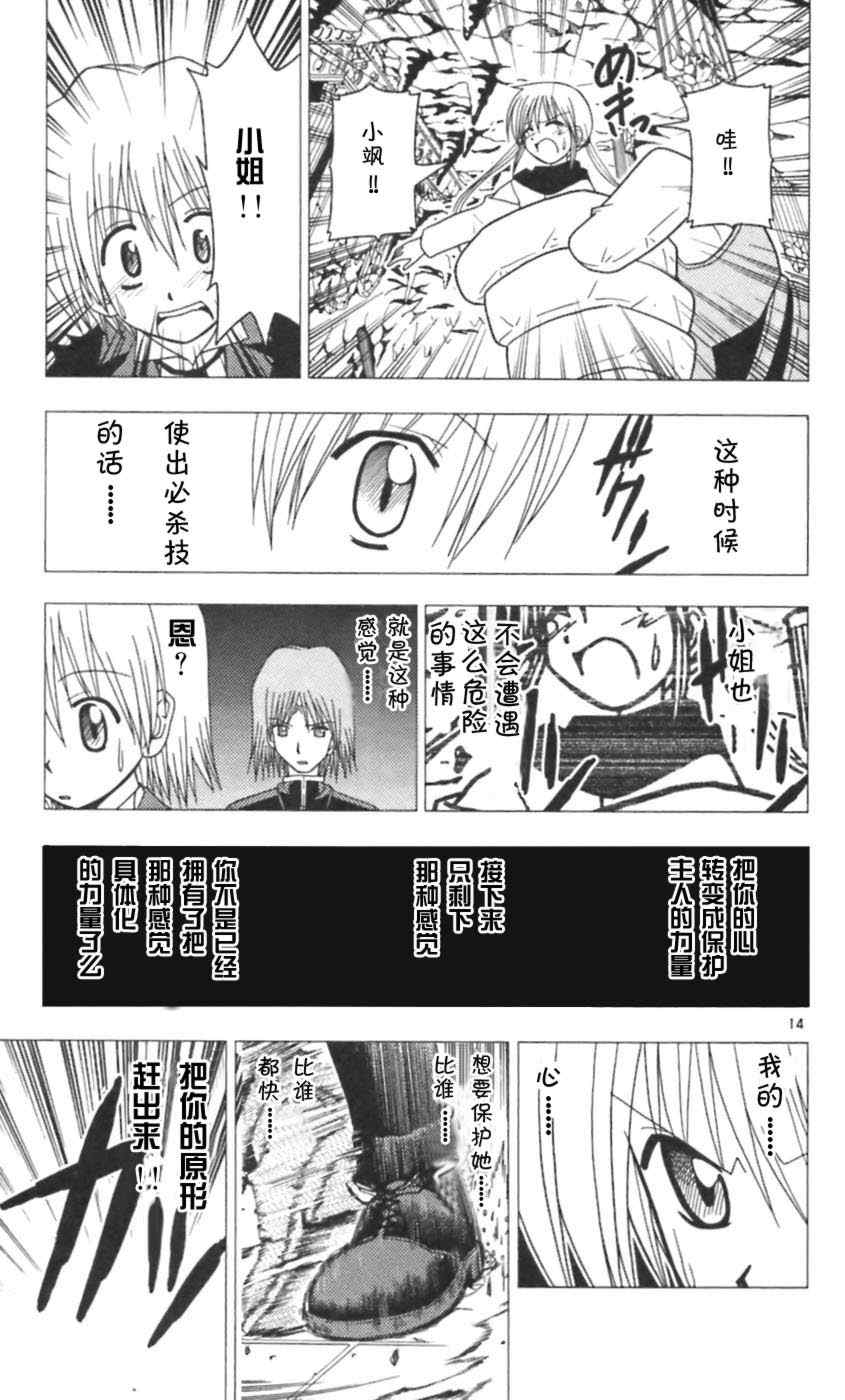 哇!!
めきっ
小飒!!
小姐!!
这种时候
使出必杀技
的话……
小姐也
不会遭遇
这么危险
的事情
就是这种
感觉……
恩?
把你的心
转变成保护
主人的力量
接下来
只剩下
那种感觉
你不是已经
拥有了把
那种感觉
具体化
的力量了么
14
我的……
心……
想要保护她……
比谁……
比谁
都快……
把你的原形
赶出来!!